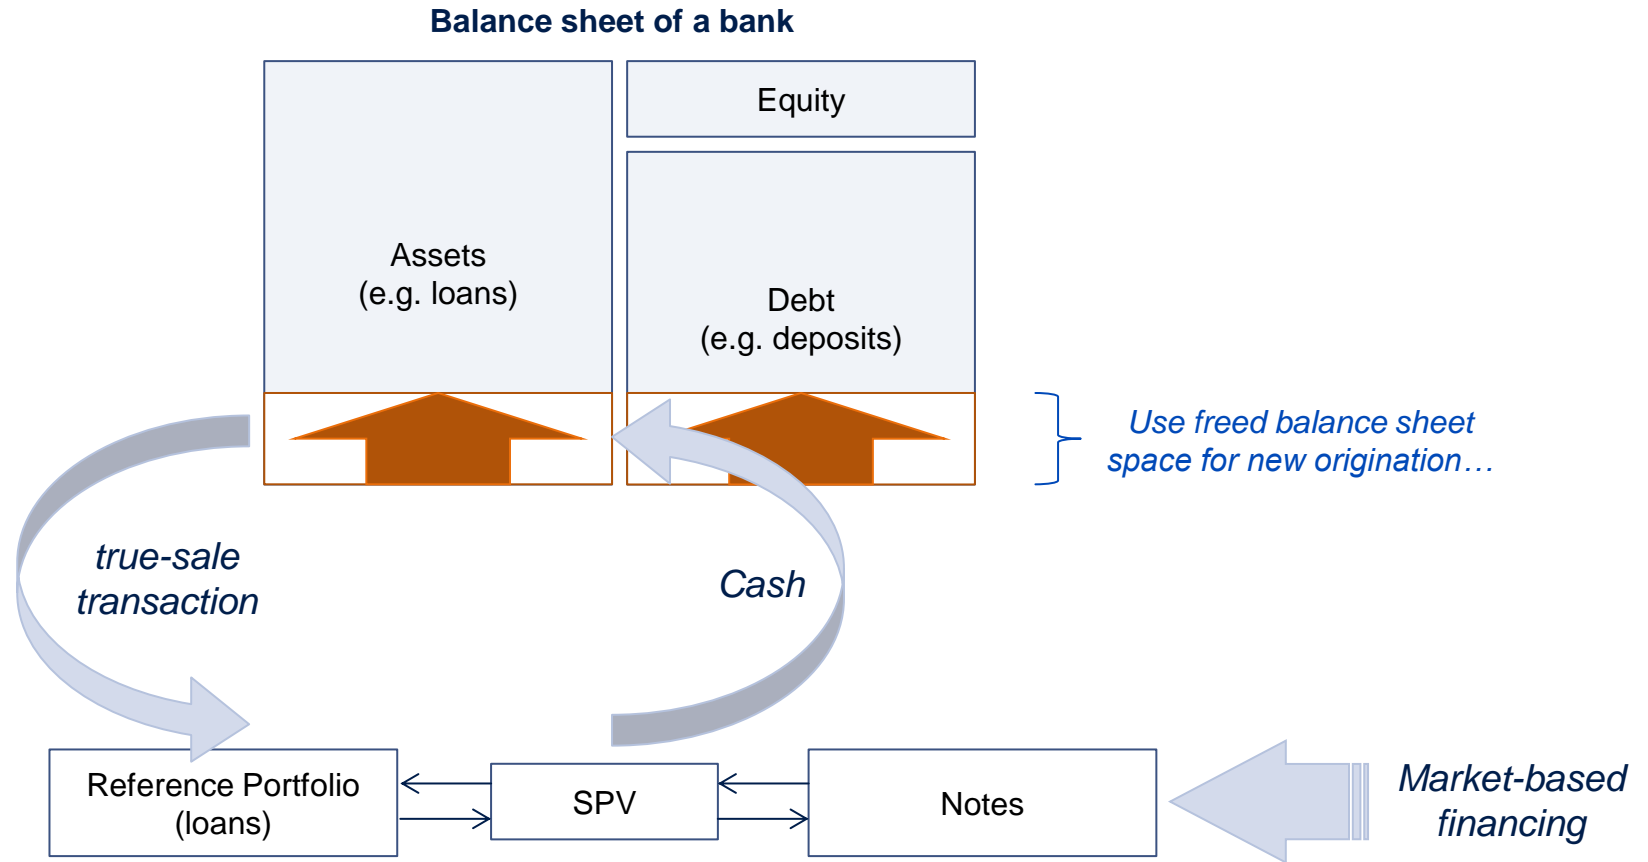 Balance sheet of a bank
Equity
Assets
(e.g. loans)
Debt
(e.g. deposits)
Use freed balance sheet
space for new origination…
true-sale
transaction
Cash
Reference Portfolio
(loans)
SPV
Notes
Market-based
financing